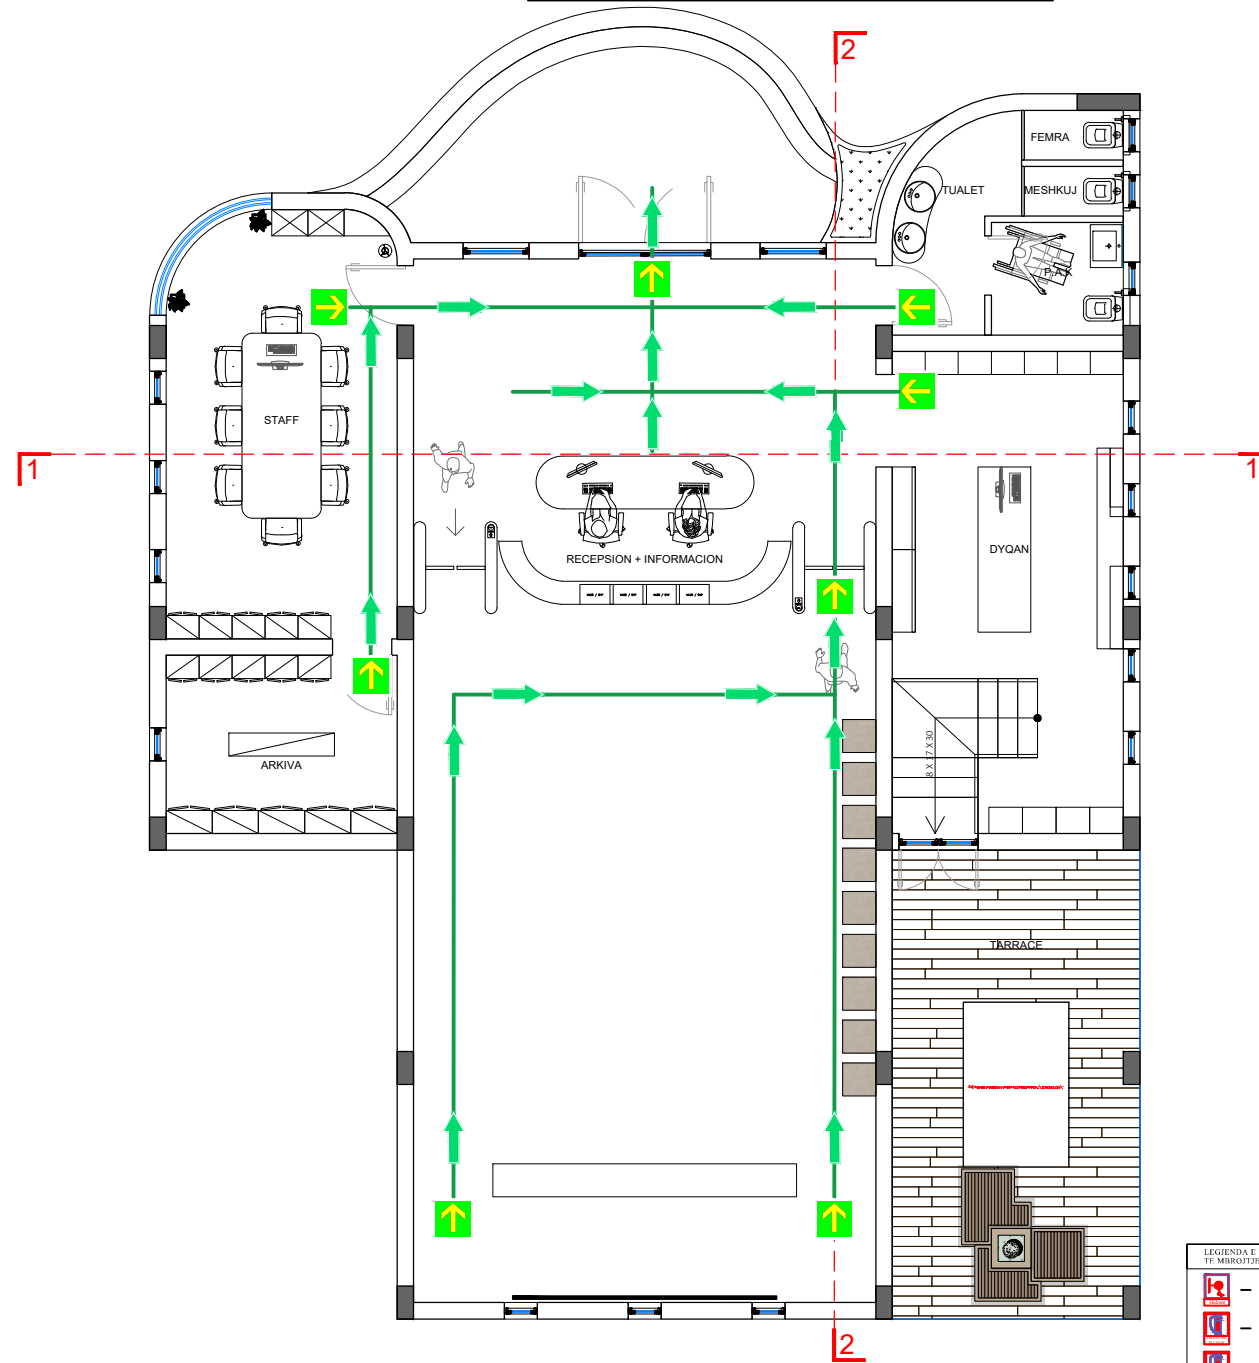 2
FEMRA
TUALET
MESHKUJ
P.A.K
STAFF
1
1
RECEPSION + INFORMACION
DYQAN
8 X 17 X 30
ARKIVA
TARRACE
2
LEGJENDA E
TE MBROJTJE